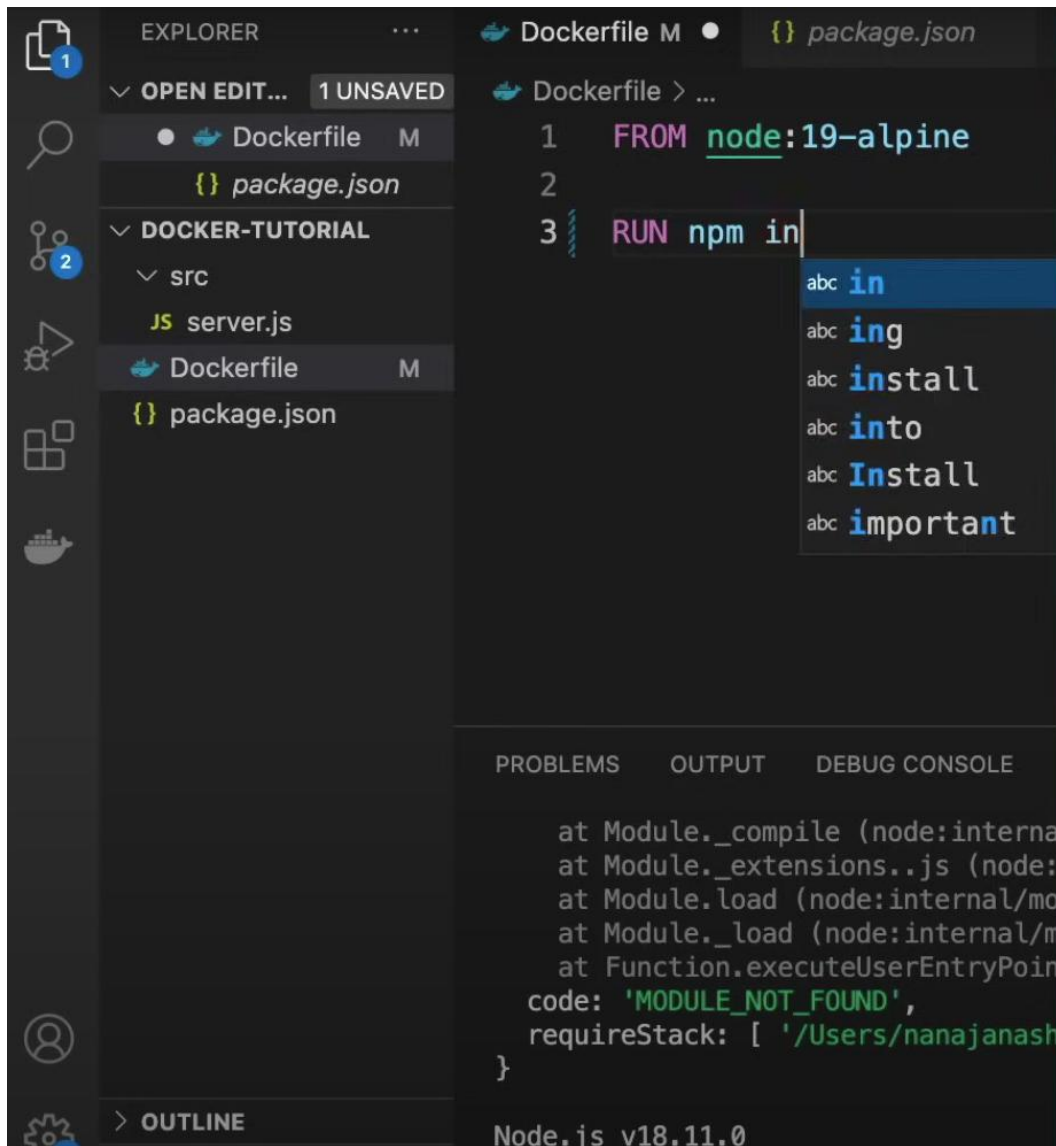 EXPLORER ...
OPEN EDIT... 1 UNSAVED
Dockerfile M
{} package.json
DOCKER-TUTORIAL
src
JS server.js
Dockerfile M
{} package.json
OUTLINE
1
2
Dockerfile M
{} package.json
Dockerfile > ...
1 FROM node:19-alpine
2
3 RUN npm in
abc in
abc ing
abc install
abc into
abc Install
abc important
PROBLEMS OUTPUT DEBUG CONSOLE
at Module._compile (node:interna
at Module._extensions..js (node:
at Module.load (node:internal/mo
at Module._load (node:internal/m
at Function.executeUserEntryPoin
code: 'MODULE_NOT_FOUND',
requireStack: [ '/Users/nanajanash
}
Node.js v18.11.0